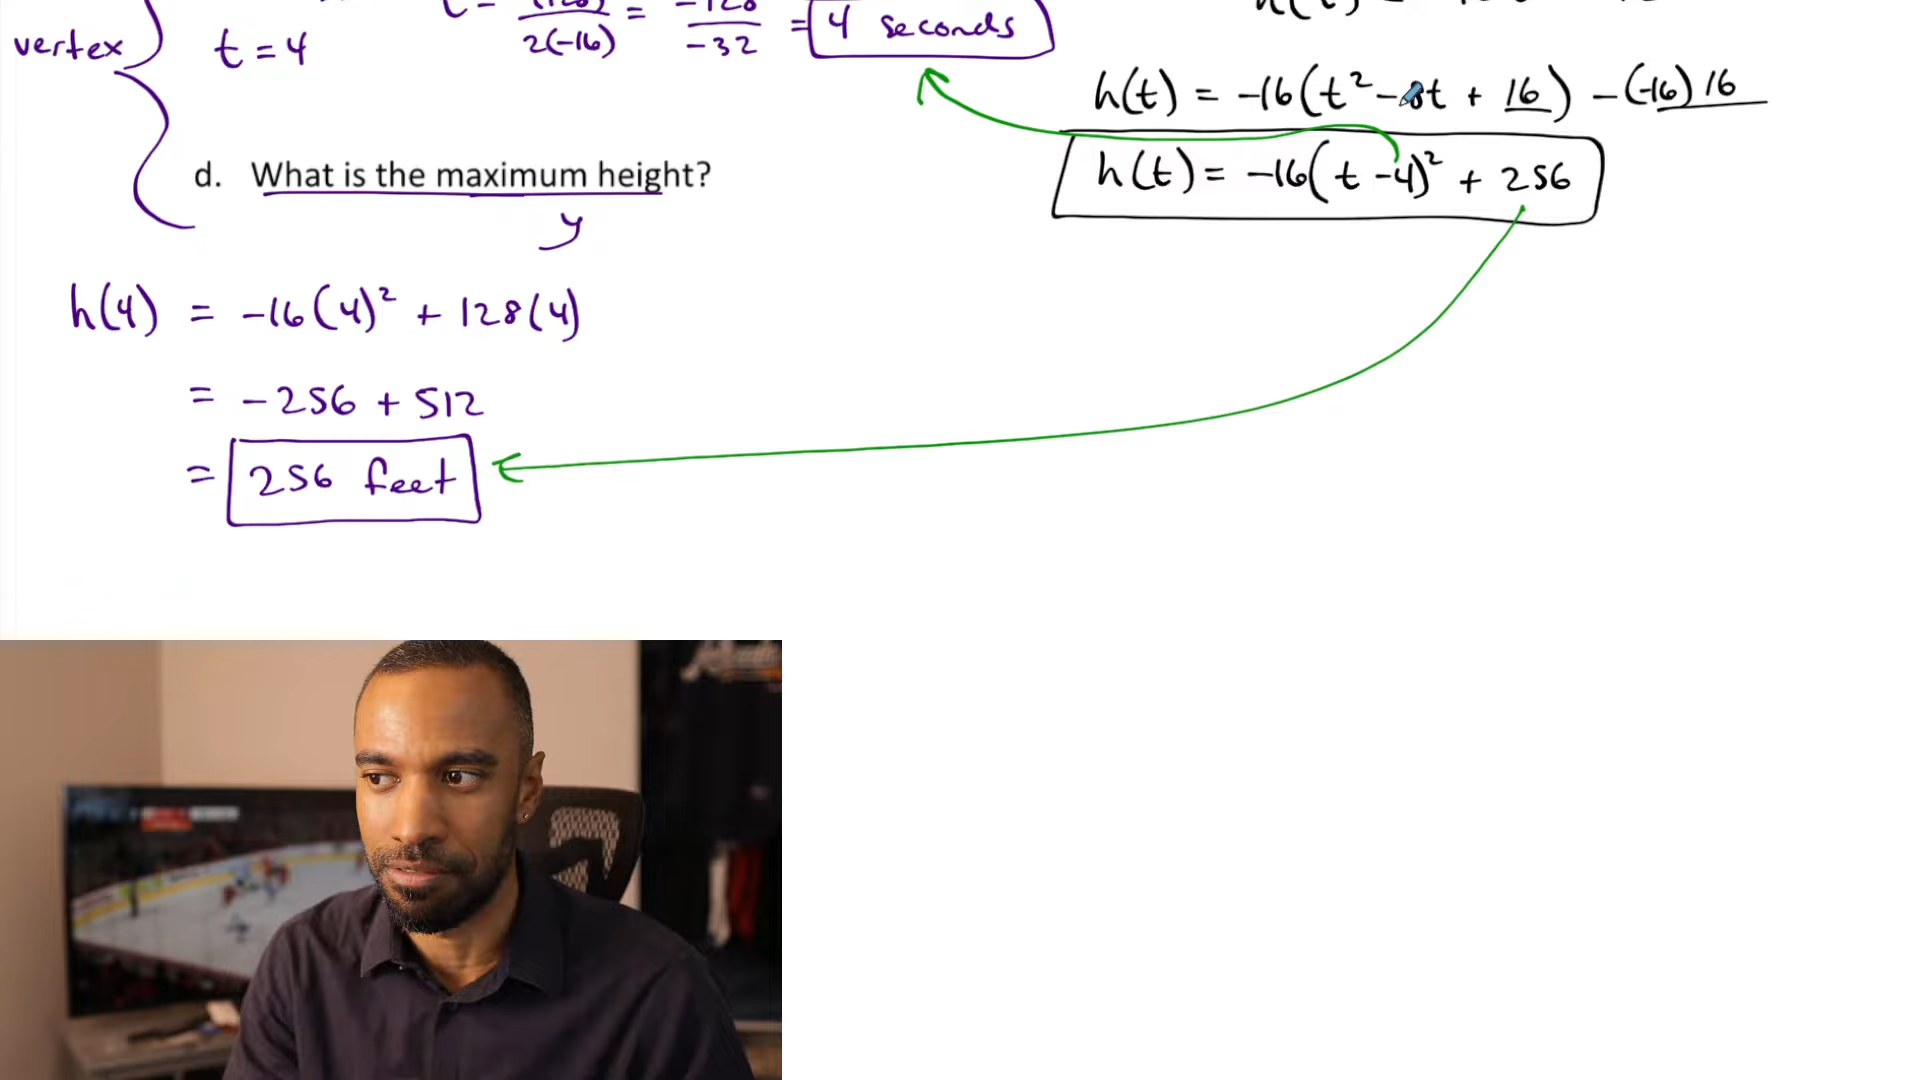 vertex
t = 4
2(-16)
=
-32
= 4 seconds
h(t) = -16(t² - 8t + 16) - (-16)16
h(t) = -16(t - 4)² + 256
d. What is the maximum height?
y
h(4) = -16(4)² + 128(4)
= -256 + 512
= 256 feet